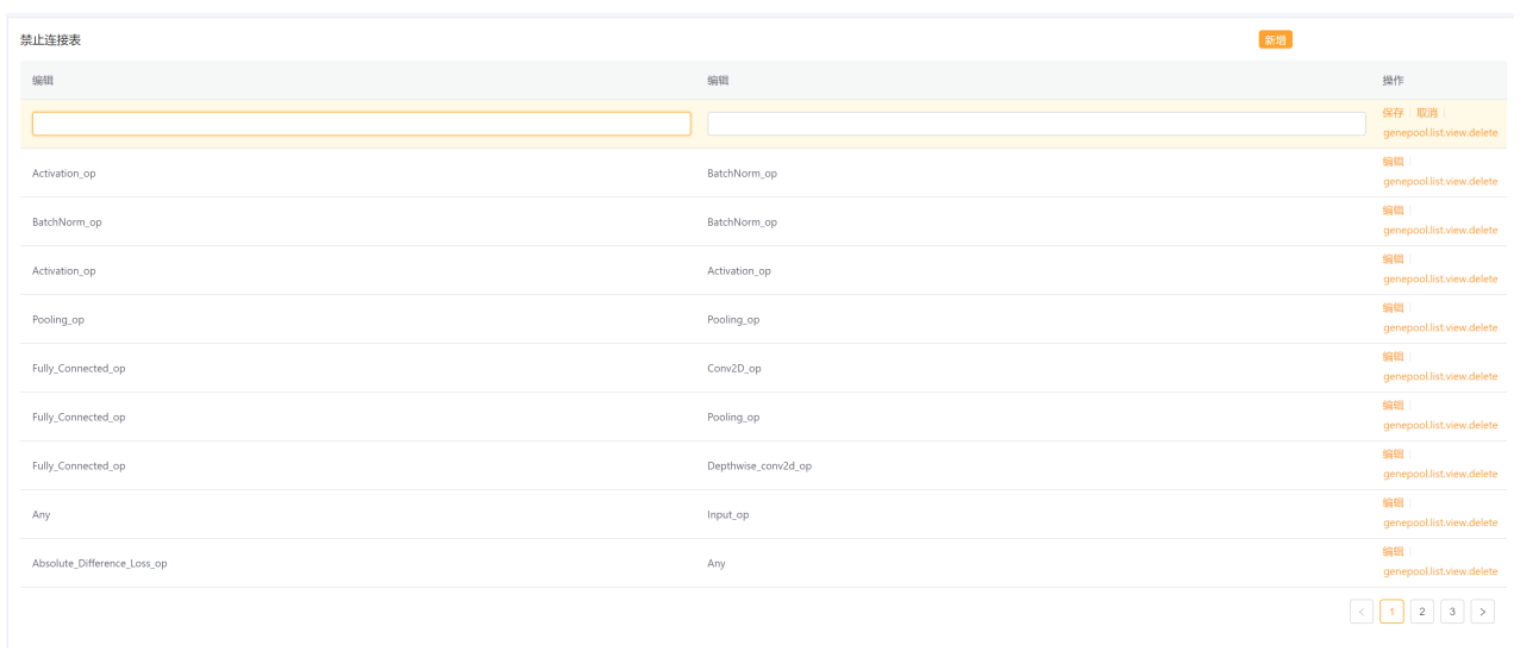 禁止连接表 新增
编辑 编辑 操作
保存 取消
genepool.list.view.delete
Activation_op BatchNorm_op 编辑
genepool.list.view.delete
BatchNorm_op BatchNorm_op 编辑
genepool.list.view.delete
Activation_op Activation_op 编辑
genepool.list.view.delete
Pooling_op Pooling_op 编辑
genepool.list.view.delete
Fully_Connected_op Conv2D_op 编辑
genepool.list.view.delete
Fully_Connected_op Pooling_op 编辑
genepool.list.view.delete
Fully_Connected_op Depthwise_conv2d_op 编辑
genepool.list.view.delete
Any Input_op 编辑
genepool.list.view.delete
Absolute_Difference_Loss_op Any 编辑
genepool.list.view.delete
< 1 2 3 >